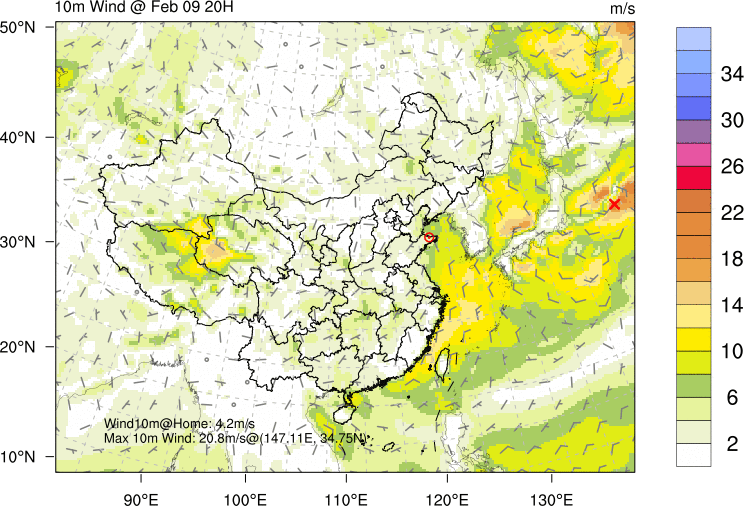 10m Wind @ Feb 09 20H
m/s
50°N
40°N
30°N
20°N
10°N
34
30
26
22
18
14
10
6
2
Wind10m@Home: 4.2m/s
Max 10m Wind: 20.8m/s@(147.11E, 34.75N)
90°E
100°E
110°E
120°E
130°E